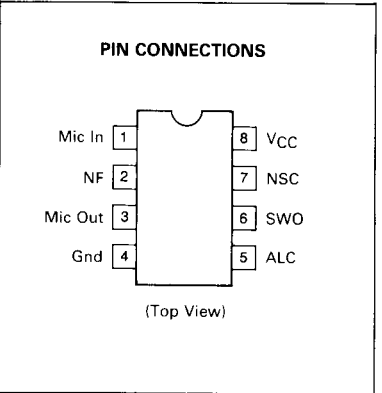 PIN CONNECTIONS
Mic In 1 8 VCC
NF 2 7 NSC
Mic Out 3 6 SWO
Gnd 4 5 ALC
(Top View)